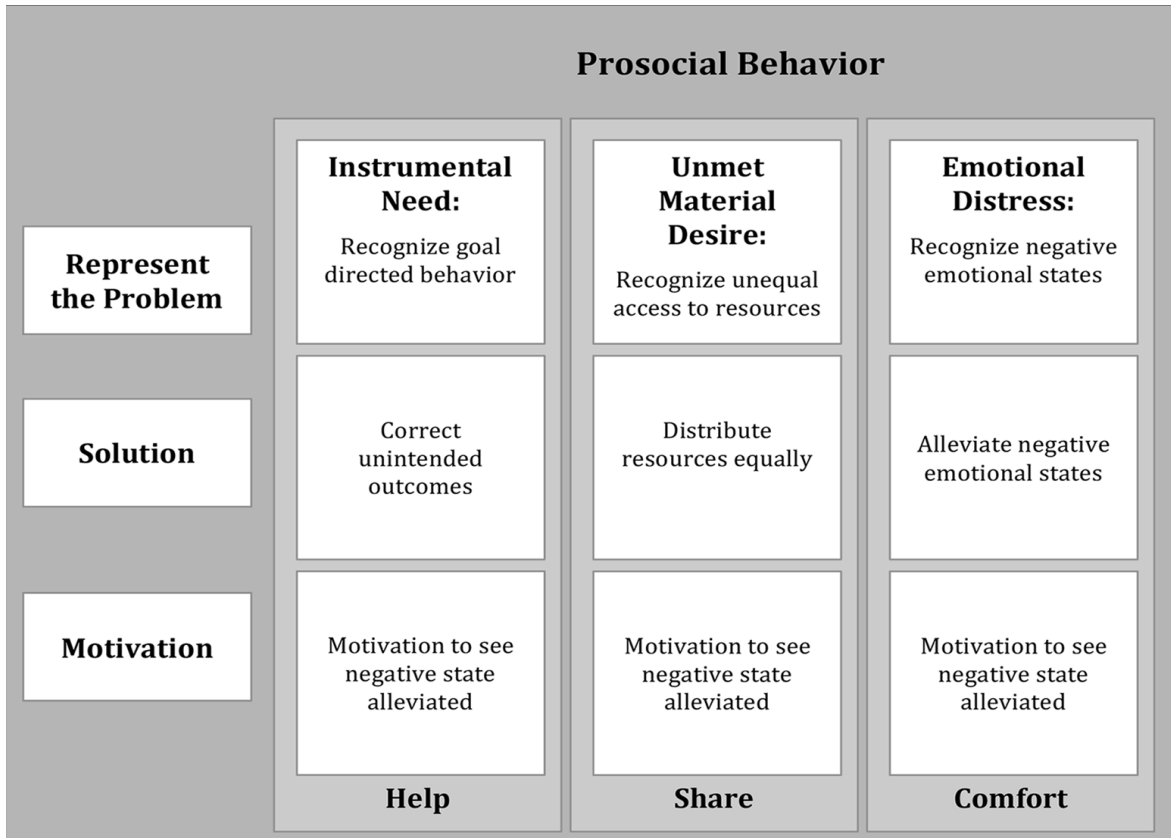 Prosocial Behavior
Represent
the Problem
Instrumental
Need:
Recognize goal
directed behavior
Unmet
Material
Desire:
Recognize unequal
access to resources
Emotional
Distress:
Recognize negative
emotional states
Solution
Correct
unintended
outcomes
Distribute
resources equally
Alleviate negative
emotional states
Motivation
Motivation to see
negative state
alleviated
Motivation to see
negative state
alleviated
Motivation to see
negative state
alleviated
Help
Share
Comfort